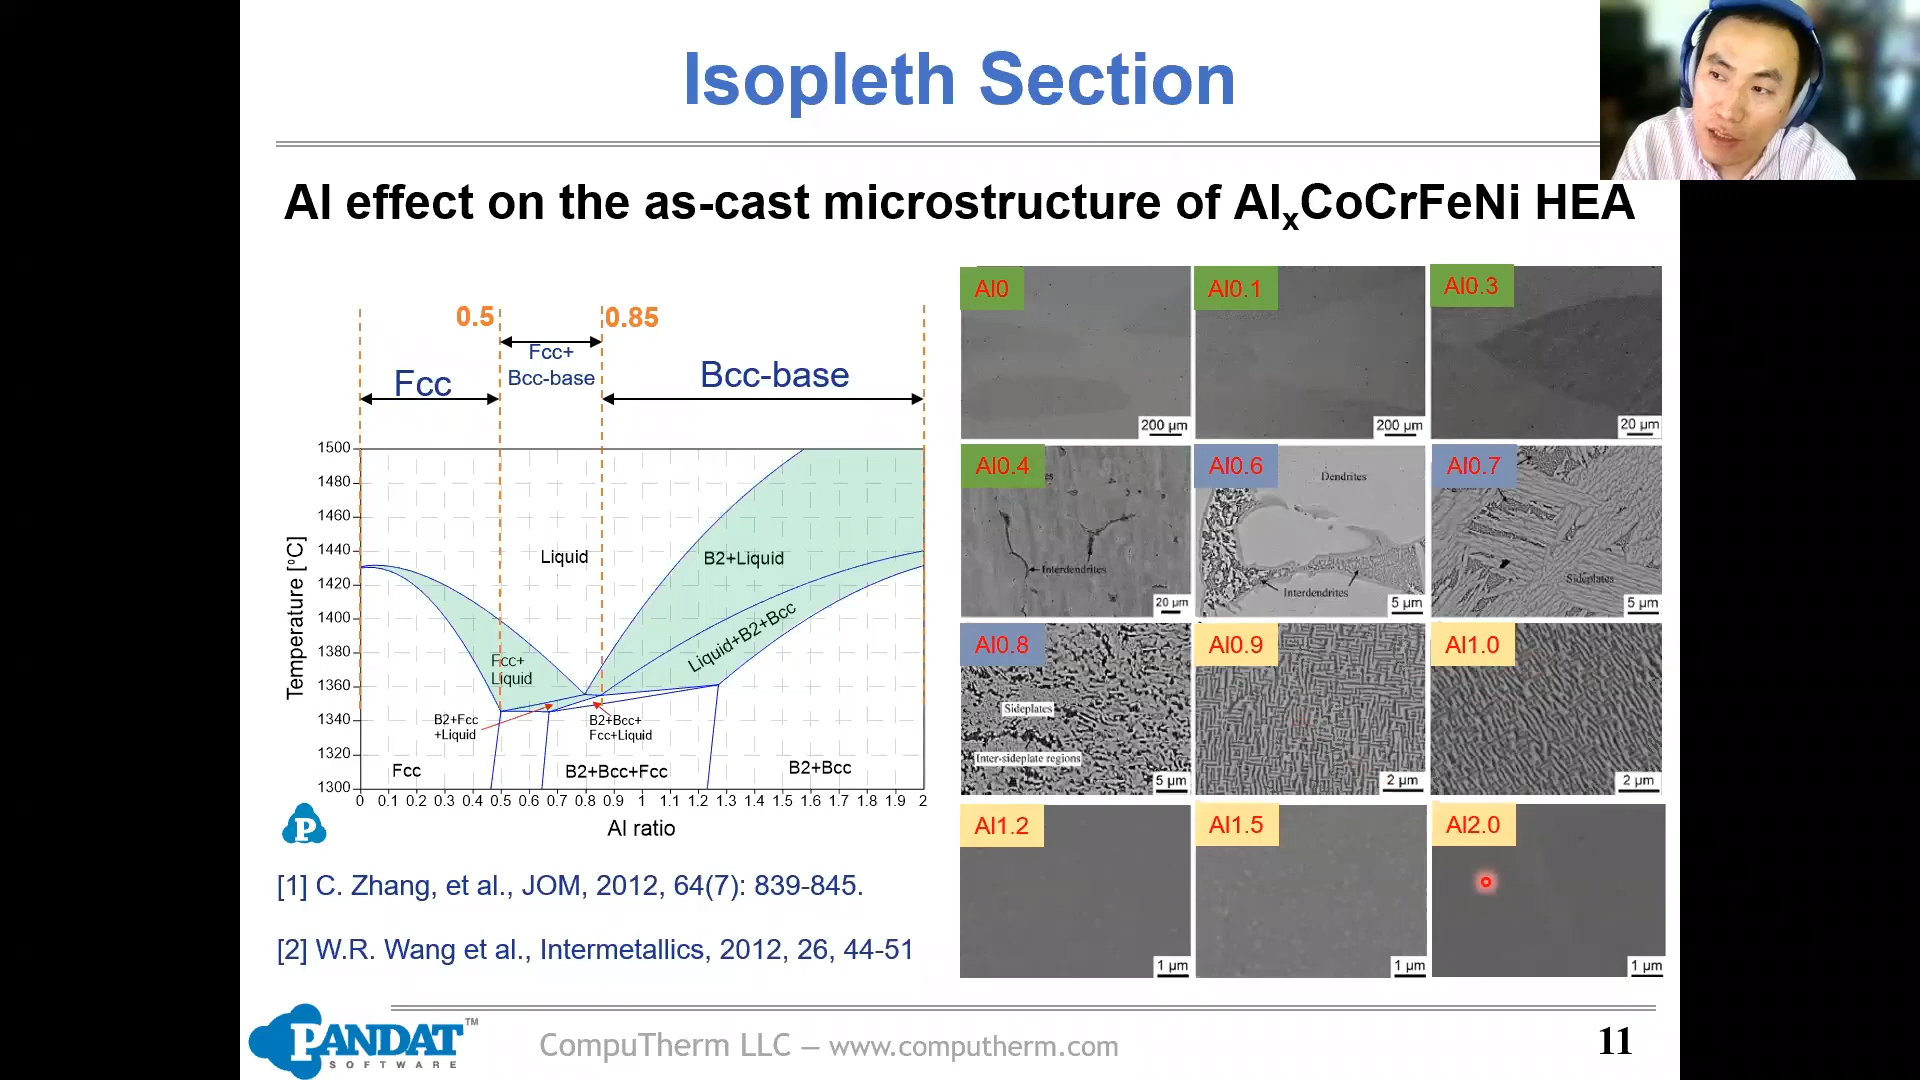 Isopleth Section
Al effect on the as-cast microstructure of AlxCoCrFeNi HEA
0.5
0.85
Fcc
Fcc+
Bcc-base
Bcc-base
1500
1480
1460
1440
1420
1400
1380
1360
1340
1320
1300
Temperature [°C]
Liquid
B2+Liquid
Liquid+B2+Bcc
Fcc+
Liquid
B2+Fcc
+Liquid
B2+Bcc+
Fcc+Liquid
Fcc
B2+Bcc+Fcc
B2+Bcc
0 0.1 0.2 0.3 0.4 0.5 0.6 0.7 0.8 0.9 1 1.1 1.2 1.3 1.4 1.5 1.6 1.7 1.8 1.9 2
Al ratio
P
[1] C. Zhang, et al., JOM, 2012, 64(7): 839-845.
[2] W.R. Wang et al., Intermetallics, 2012, 26, 44-51
Al0
200 μm
Al0.1
200 μm
Al0.3
20 μm
Al0.4
Interdendrites
20 μm
Al0.6
Dendrites
Interdendrites
5 μm
Al0.7
Sideplates
5 μm
Al0.8
Sideplates
Inter-sideplate regions
5 μm
Al0.9
2 μm
Al1.0
2 μm
Al1.2
1 μm
Al1.5
1 μm
Al2.0
1 μm
PANDAT™
SOFTWARE
CompuTherm LLC – www.computherm.com
11